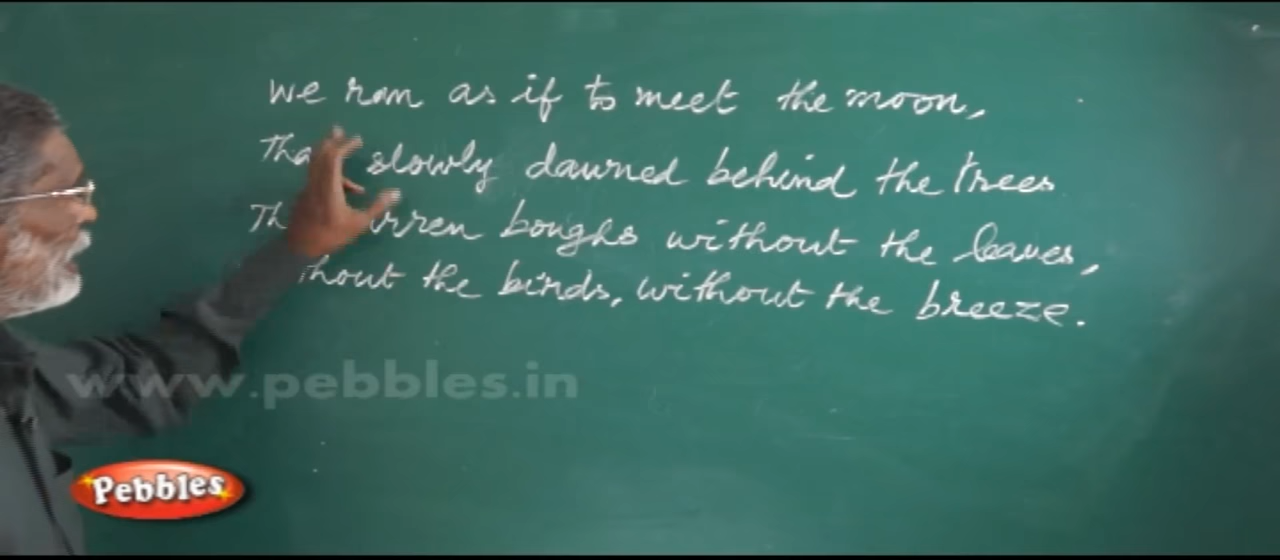 We ran as if to meet the moon,
slowly dawned behind the trees
boughs without the leaves,
the birds, without the breeze.
www.pebbles.in
Pebbles